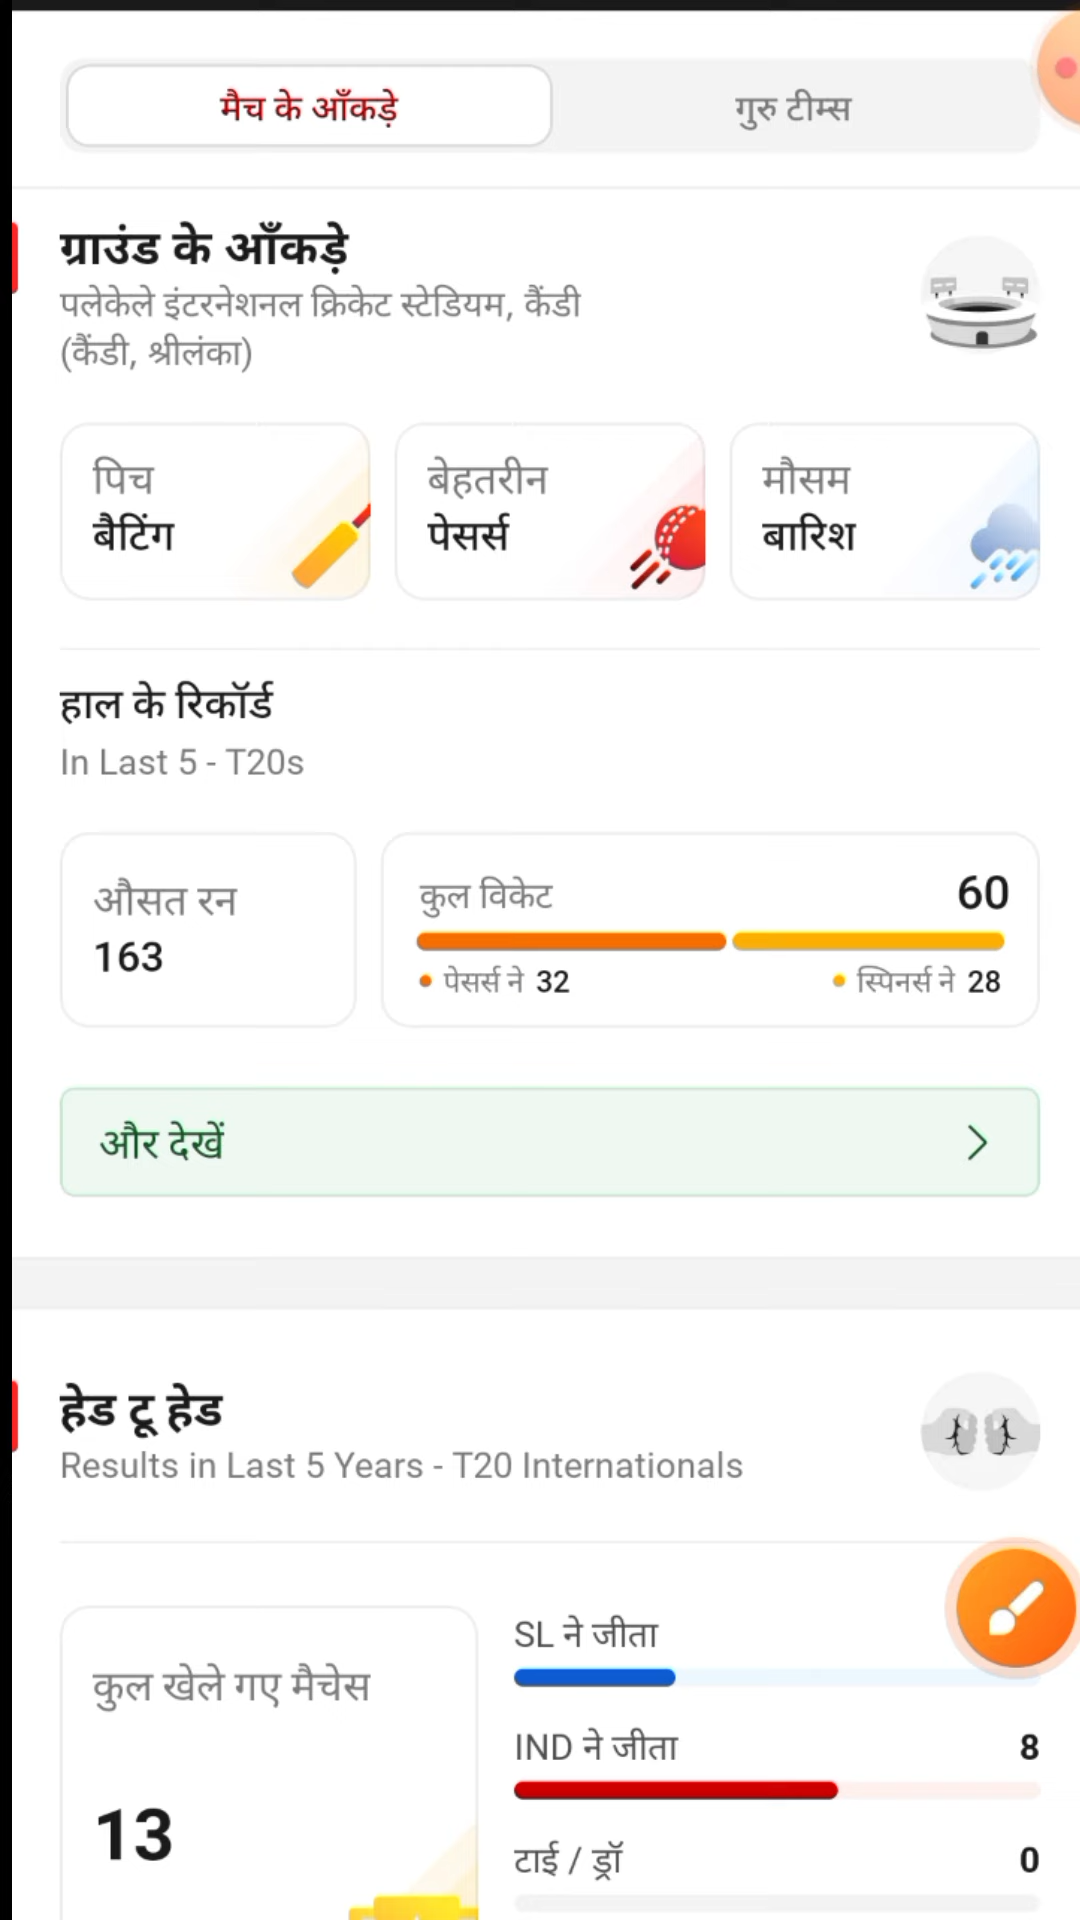 मैच के आँकड़े
गुरु टीम्स
ग्राउंड के आँकड़े
पलेकेले इंटरनेशनल क्रिकेट स्टेडियम, कैंडी
(कैंडी, श्रीलंका)
पिच
बैटिंग
बेहतरीन
पेसर्स
मौसम
बारिश
हाल के रिकॉर्ड
In Last 5 - T20s
औसत रन
163
कुल विकेट 60
पेसर्स ने 32
स्पिनर्स ने 28
और देखें
हेड टू हेड
Results in Last 5 Years - T20 Internationals
कुल खेले गए मैचेस
13
SL ने जीता
IND ने जीता 8
टाई / ड्रॉ 0